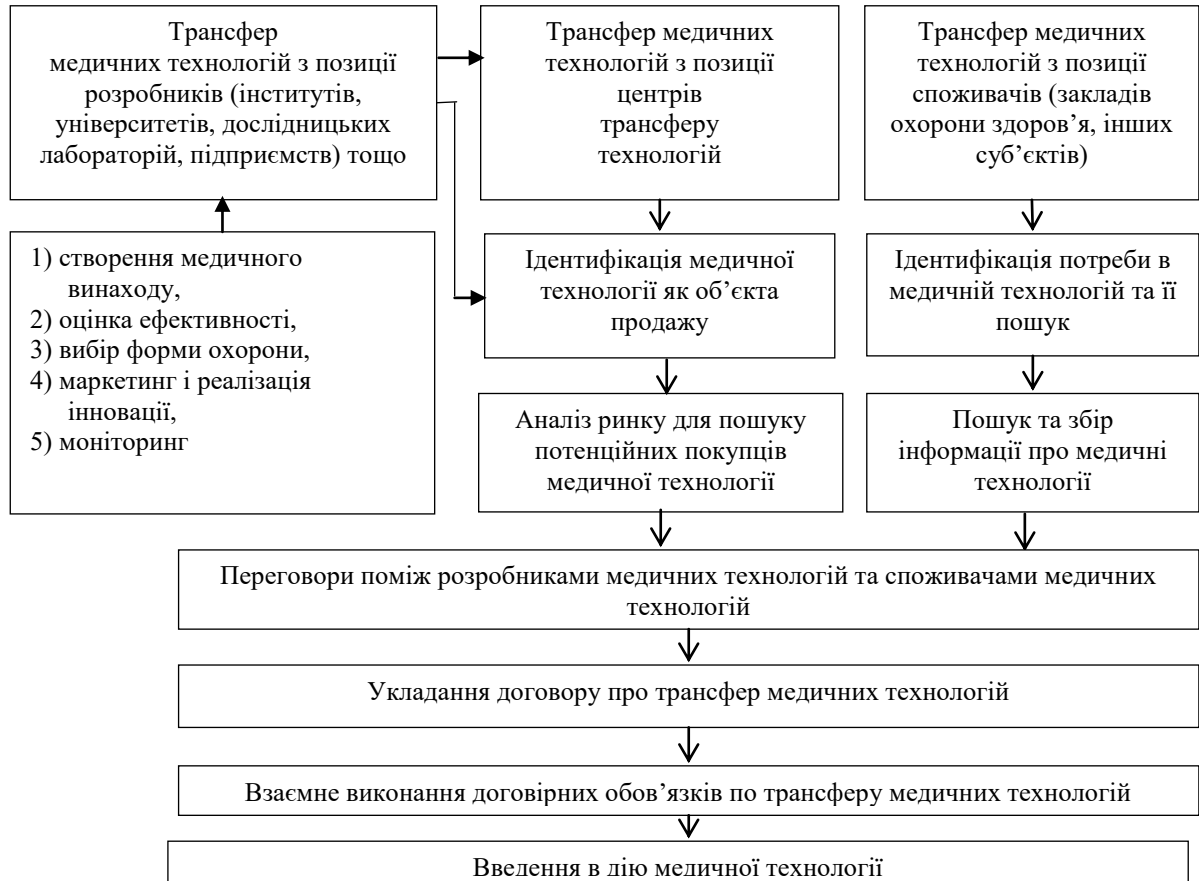 Трансфер
медичних технологій з позиції
розробників (інститутів,
університетів, дослідницьких
лабораторій, підприємств) тощо
Трансфер медичних
технологій з позиції
центрів
трансферу
технологій
Трансфер медичних
технологій з позиції
споживачів (закладів
охорони здоров’я, інших
суб’єктів)
1) створення медичного
винаходу,
2) оцінка ефективності,
3) вибір форми охорони,
4) маркетинг і реалізація
інновації,
5) моніторинг
Ідентифікація медичної
технології як об’єкта
продажу
Ідентифікація потреби в
медичній технологій та її
пошук
Аналіз ринку для пошуку
потенційних покупців
медичної технології
Пошук та збір
інформації про медичні
технології
Переговори поміж розробниками медичних технологій та споживачами медичних
технологій
Укладання договору про трансфер медичних технологій
Взаємне виконання договірних обов’язків по трансферу медичних технологій
Введення в дію медичної технології